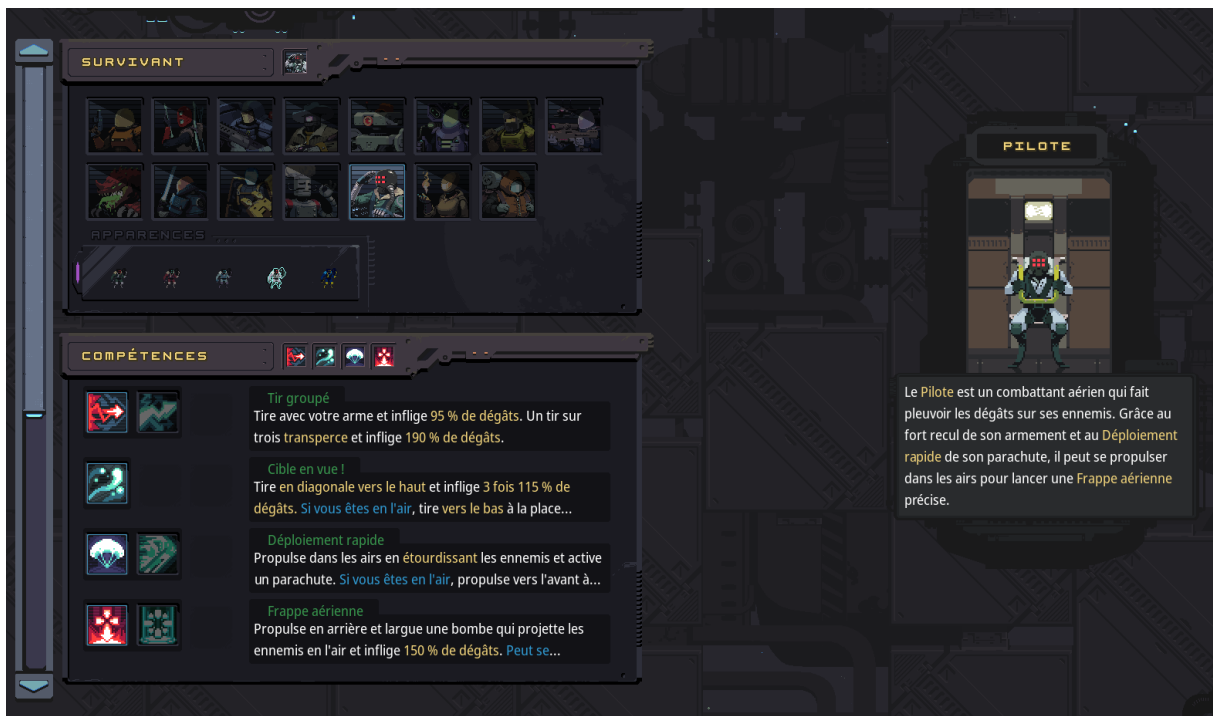 SURVIVANT
APPARENCES
COMPÉTENCES
Tir groupé
Tire avec votre arme et inflige 95 % de dégâts. Un tir sur
trois transperce et inflige 190 % de dégâts.
Cible en vue !
Tire en diagonale vers le haut et inflige 3 fois 115 % de
dégâts. Si vous êtes en l'air, tire vers le bas à la place...
Déploiement rapide
Propulse dans les airs en étourdissant les ennemis et active
un parachute. Si vous êtes en l'air, propulse vers l'avant à...
Frappe aérienne
Propulse en arrière et largue une bombe qui projette les
ennemis en l'air et inflige 150 % de dégâts. Peut se...
PILOTE
Le Pilote est un combattant aérien qui fait
pleuvoir les dégâts sur ses ennemis. Grâce au
fort recul de son armement et au Déploiement
rapide de son parachute, il peut se propulser
dans les airs pour lancer une Frappe aérienne
précise.